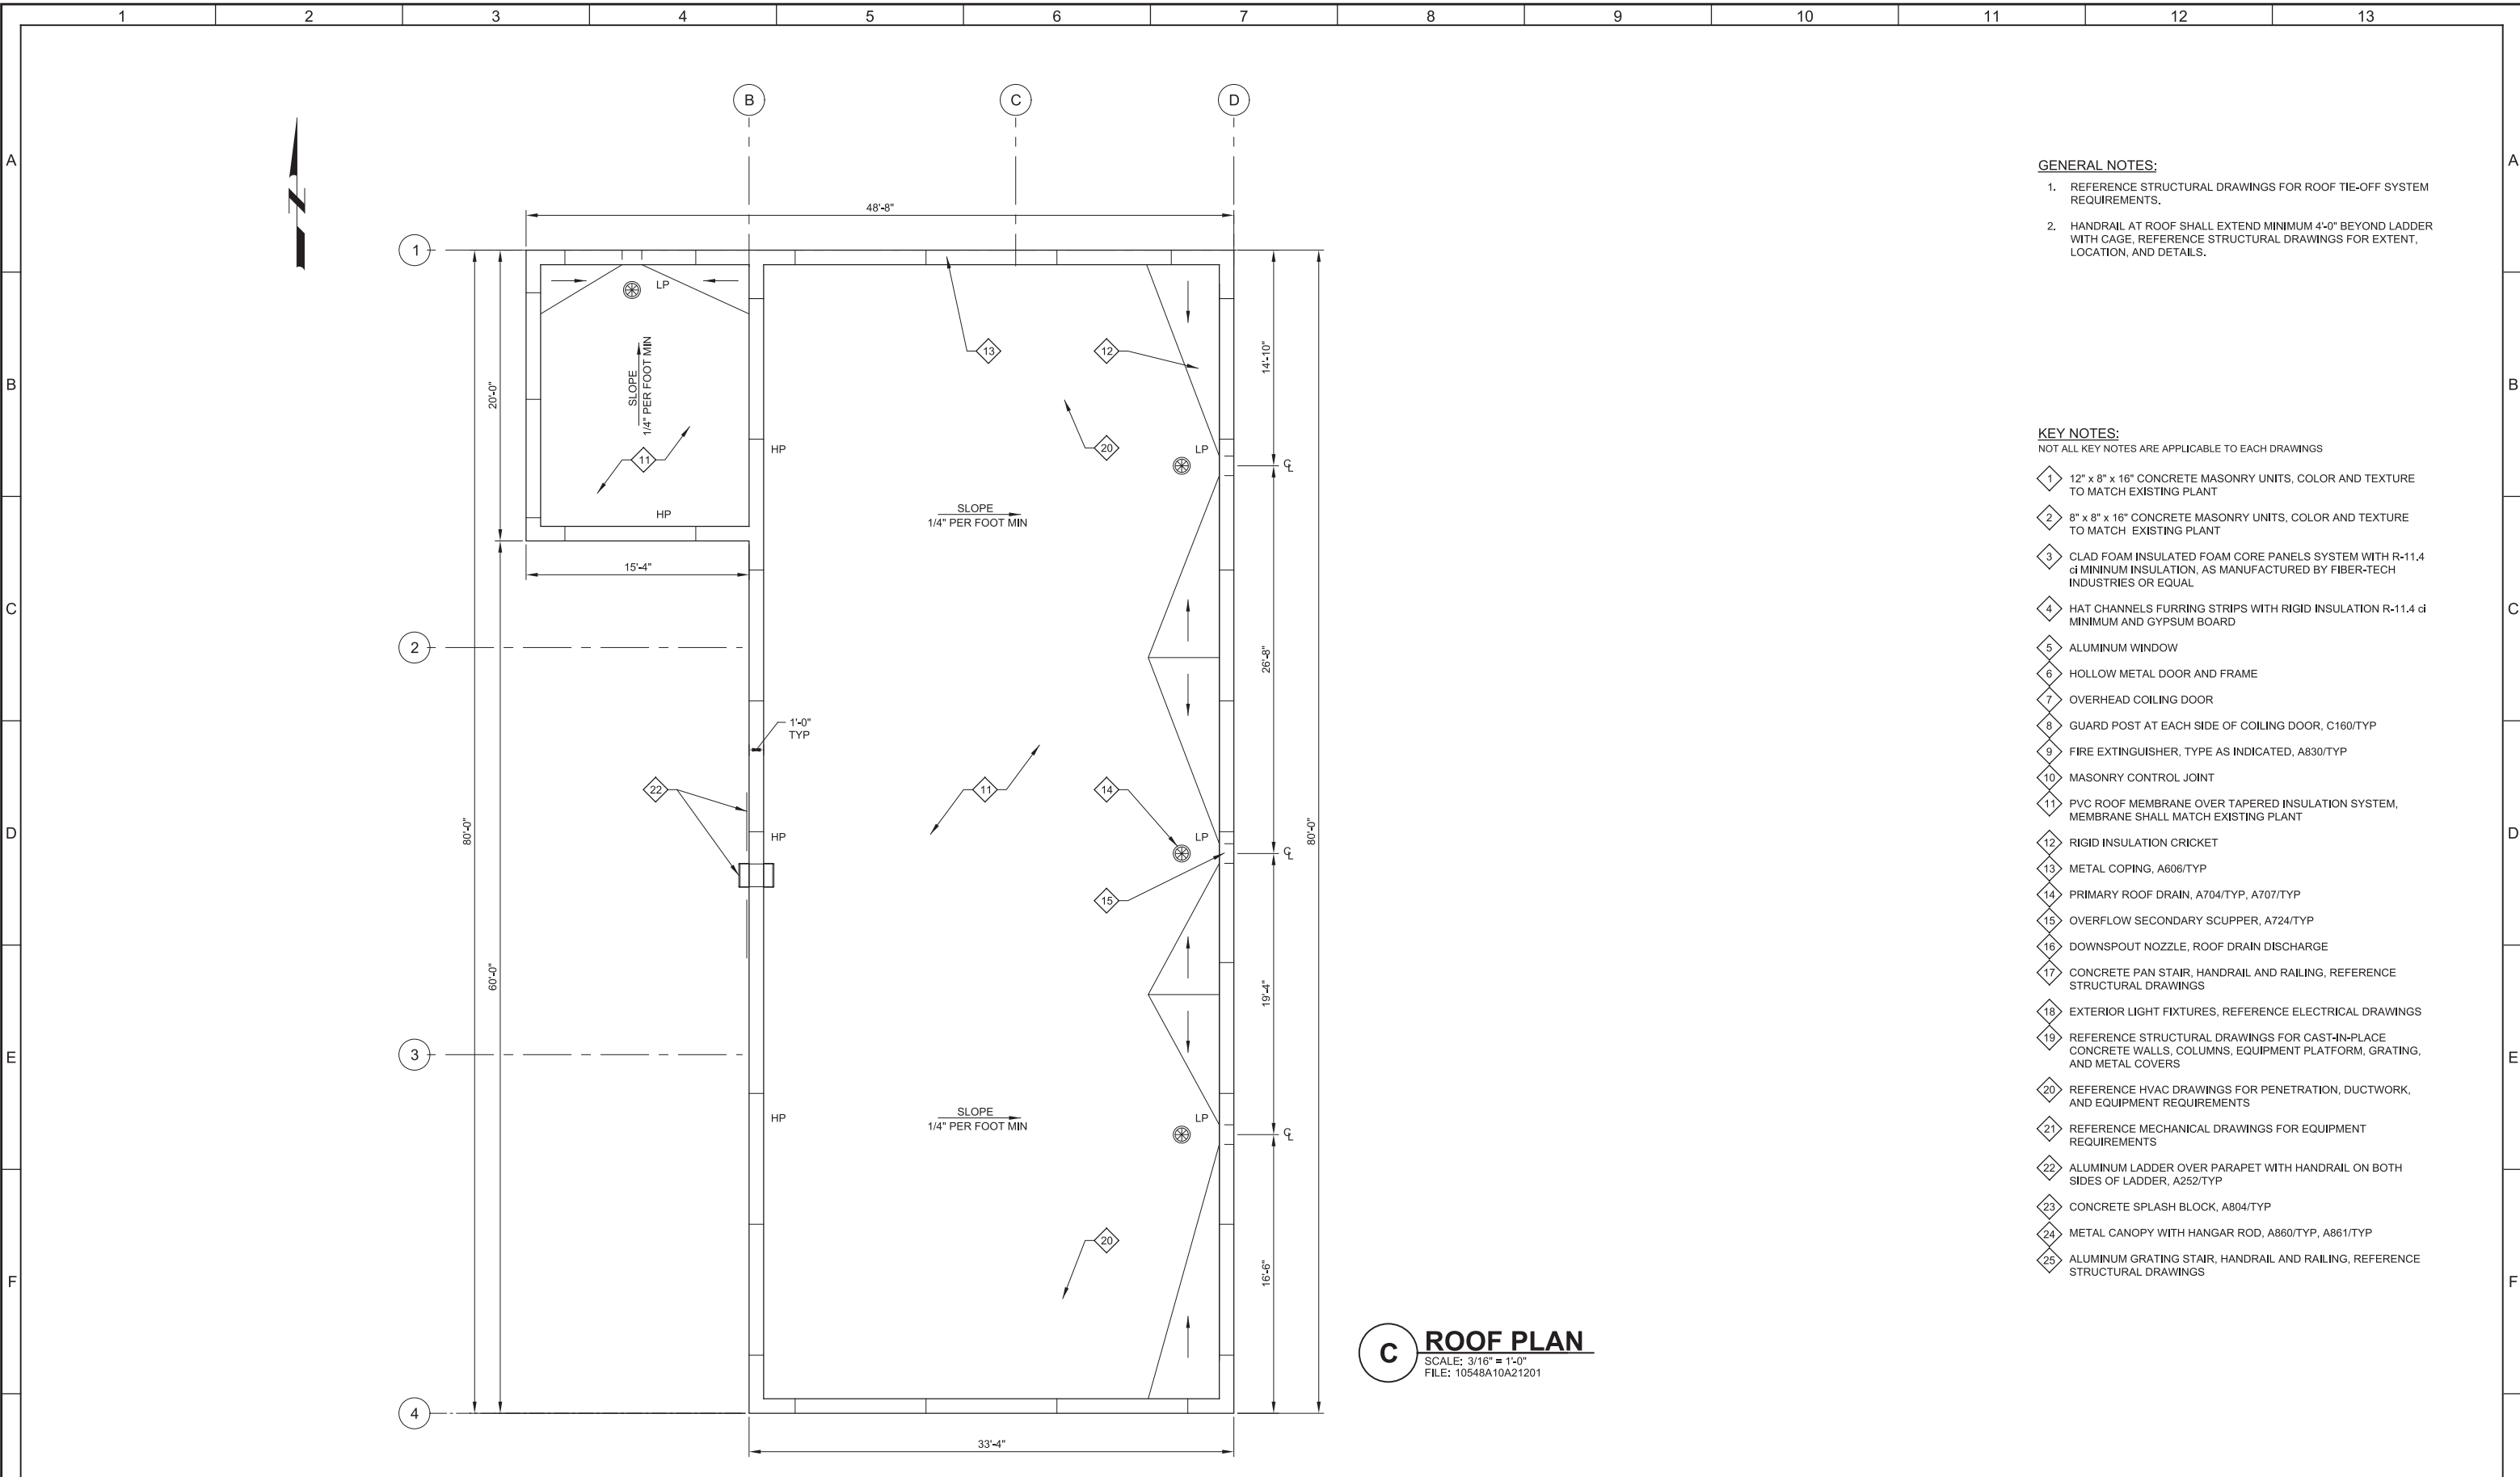 1 2 3 4 5 6 7 8 9 10 11 12 13
A A
B B
C C
D D
E E
F F
N
B C D
48'-8"
1
LP
13
12
14'-10"
SLOPE
1/4" PER FOOT MIN
20'-0"
11
HP
HP
20
LP
CL
HP
SLOPE
1/4" PER FOOT MIN
15'-4"
2
26'-8"
1'-0"
TYP
22
11
14
80'-0"
HP
LP
CL
80'-0"
15
60'-0"
19'-4"
3
HP
SLOPE
1/4" PER FOOT MIN
LP
CL
20
16'-6"
4
33'-4"
C ROOF PLAN
SCALE: 3/16" = 1'-0"
FILE: 10548A10A21201
GENERAL NOTES:
1. REFERENCE STRUCTURAL DRAWINGS FOR ROOF TIE-OFF SYSTEM
REQUIREMENTS.
2. HANDRAIL AT ROOF SHALL EXTEND MINIMUM 4'-0" BEYOND LADDER
WITH CAGE, REFERENCE STRUCTURAL DRAWINGS FOR EXTENT,
LOCATION, AND DETAILS.
KEY NOTES:
NOT ALL KEY NOTES ARE APPLICABLE TO EACH DRAWINGS
1 12" x 8" x 16" CONCRETE MASONRY UNITS, COLOR AND TEXTURE
TO MATCH EXISTING PLANT
2 8" x 8" x 16" CONCRETE MASONRY UNITS, COLOR AND TEXTURE
TO MATCH EXISTING PLANT
3 CLAD FOAM INSULATED FOAM CORE PANELS SYSTEM WITH R-11.4
ci MININUM INSULATION, AS MANUFACTURED BY FIBER-TECH
INDUSTRIES OR EQUAL
4 HAT CHANNELS FURRING STRIPS WITH RIGID INSULATION R-11.4 ci
MINIMUM AND GYPSUM BOARD
5 ALUMINUM WINDOW
6 HOLLOW METAL DOOR AND FRAME
7 OVERHEAD COILING DOOR
8 GUARD POST AT EACH SIDE OF COILING DOOR, C160/TYP
9 FIRE EXTINGUISHER, TYPE AS INDICATED, A830/TYP
10 MASONRY CONTROL JOINT
11 PVC ROOF MEMBRANE OVER TAPERED INSULATION SYSTEM,
MEMBRANE SHALL MATCH EXISTING PLANT
12 RIGID INSULATION CRICKET
13 METAL COPING, A606/TYP
14 PRIMARY ROOF DRAIN, A704/TYP, A707/TYP
15 OVERFLOW SECONDARY SCUPPER, A724/TYP
16 DOWNSPOUT NOZZLE, ROOF DRAIN DISCHARGE
17 CONCRETE PAN STAIR, HANDRAIL AND RAILING, REFERENCE
STRUCTURAL DRAWINGS
18 EXTERIOR LIGHT FIXTURES, REFERENCE ELECTRICAL DRAWINGS
19 REFERENCE STRUCTURAL DRAWINGS FOR CAST-IN-PLACE
CONCRETE WALLS, COLUMNS, EQUIPMENT PLATFORM, GRATING,
AND METAL COVERS
20 REFERENCE HVAC DRAWINGS FOR PENETRATION, DUCTWORK,
AND EQUIPMENT REQUIREMENTS
21 REFERENCE MECHANICAL DRAWINGS FOR EQUIPMENT
REQUIREMENTS
22 ALUMINUM LADDER OVER PARAPET WITH HANDRAIL ON BOTH
SIDES OF LADDER, A252/TYP
23 CONCRETE SPLASH BLOCK, A804/TYP
24 METAL CANOPY WITH HANGAR ROD, A860/TYP, A861/TYP
25 ALUMINUM GRATING STAIR, HANDRAIL AND RAILING, REFERENCE
STRUCTURAL DRAWINGS